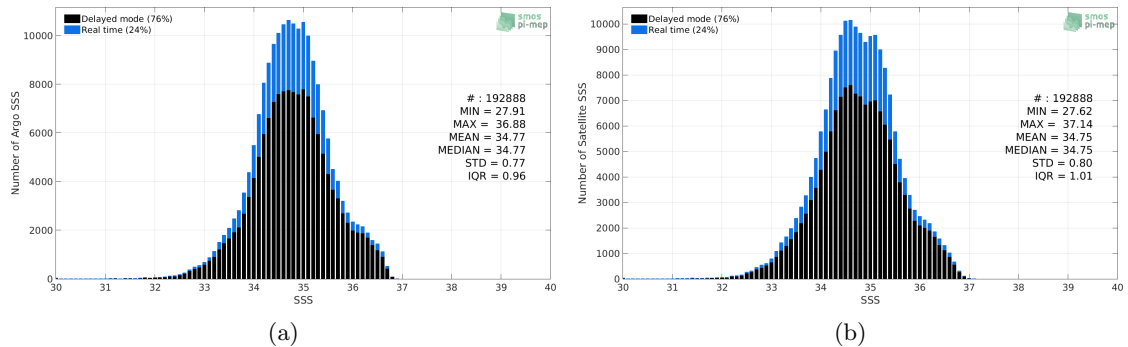 Delayed mode (76%)
Real time (24%)
smos
pi-mep
# : 192888
MIN = 27.91
MAX = 36.88
MEAN = 34.77
MEDIAN = 34.77
STD = 0.77
IQR = 0.96
Number of Argo SSS
10000
8000
6000
4000
2000
0
30 31 32 33 34 35 36 37 38 39 40
SSS
(a)
Delayed mode (76%)
Real time (24%)
smos
pi-mep
# : 192888
MIN = 27.62
MAX = 37.14
MEAN = 34.75
MEDIAN = 34.75
STD = 0.80
IQR = 1.01
Number of Satellite SSS
10000
9000
8000
7000
6000
5000
4000
3000
2000
1000
0
30 31 32 33 34 35 36 37 38 39 40
SSS
(b)